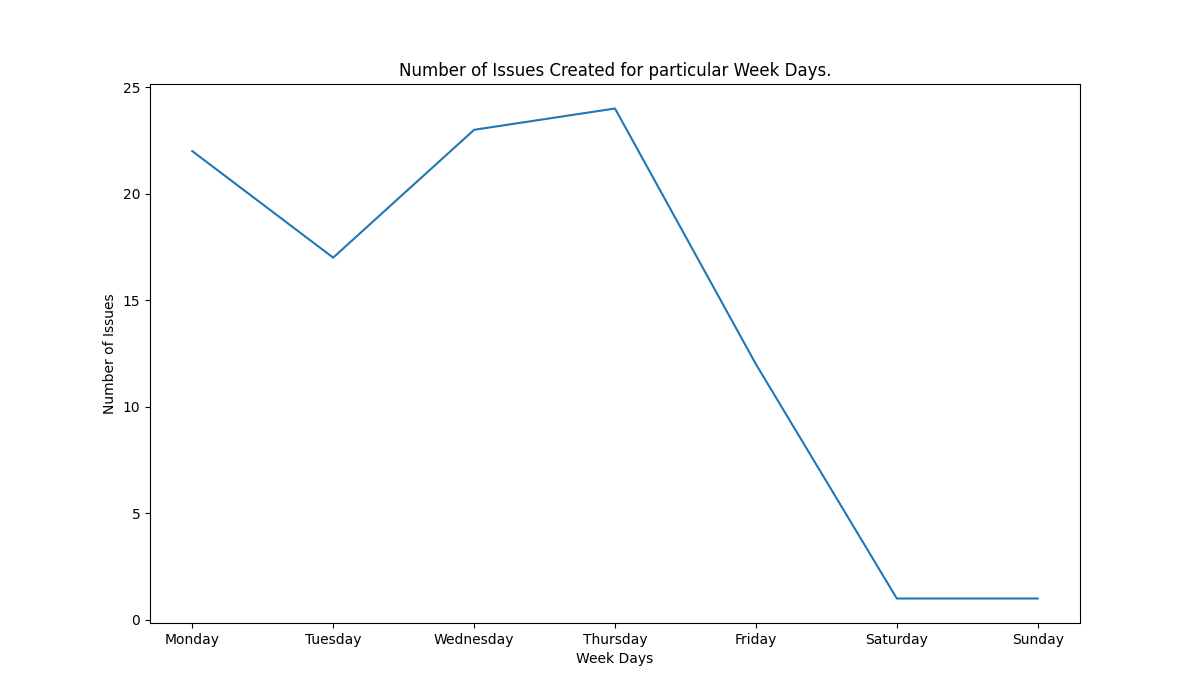 Number of Issues Created for particular Week Days.
25
20
15
10
5
0
Number of Issues
Monday Tuesday Wednesday Thursday Friday Saturday Sunday
Week Days